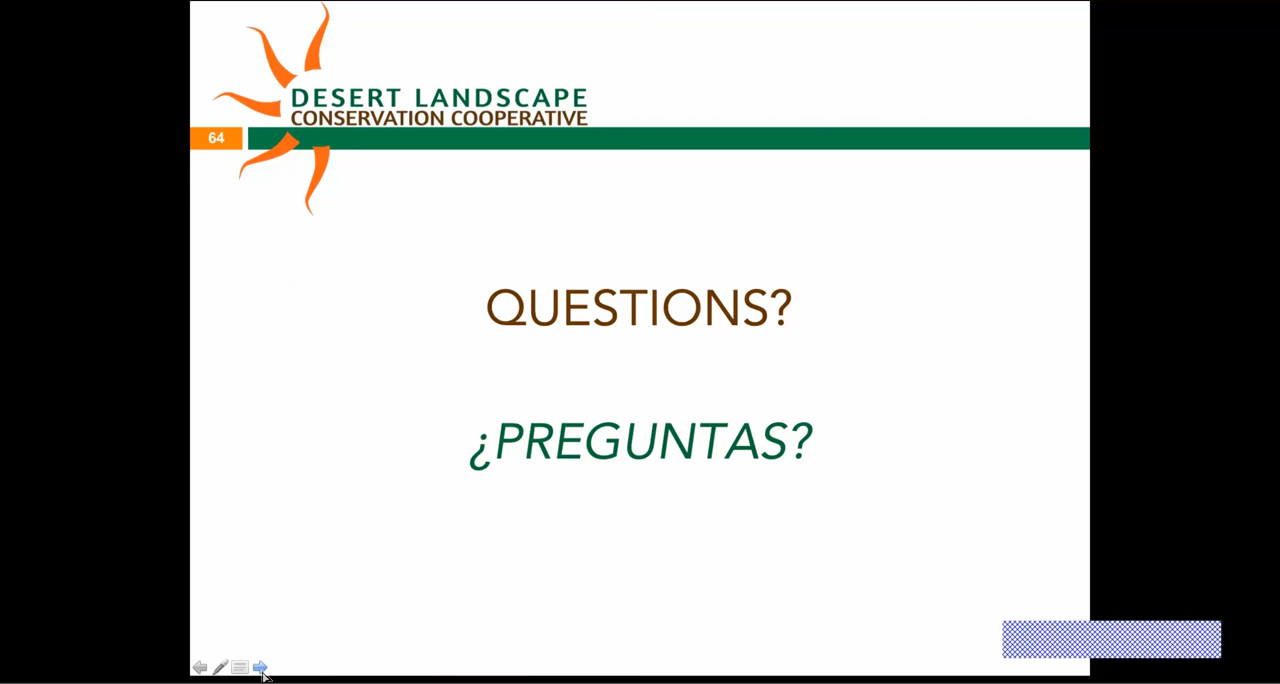 DESERT LANDSCAPE
CONSERVATION COOPERATIVE
64
QUESTIONS?
¿PREGUNTAS?